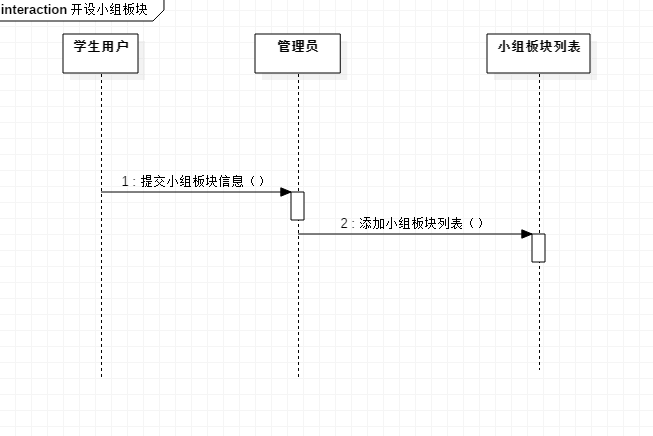 interaction 开设小组板块
学生用户
管理员
小组板块列表
1 : 提交小组板块信息（）
2 : 添加小组板块列表（）